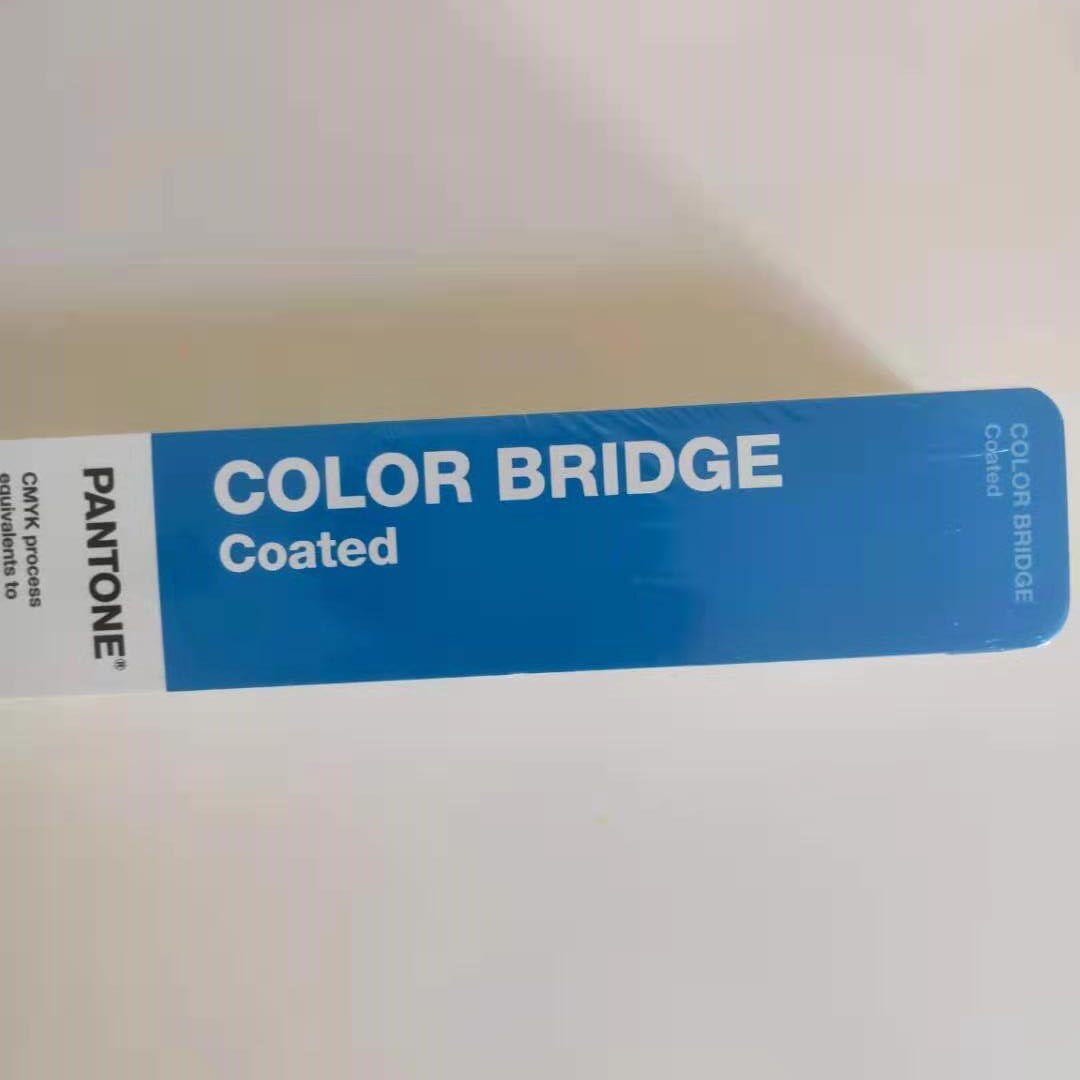 COLOR BRIDGE
Coated
PANTONE®
CMYK process
equivalents to
COLOR BRIDGE
Coated